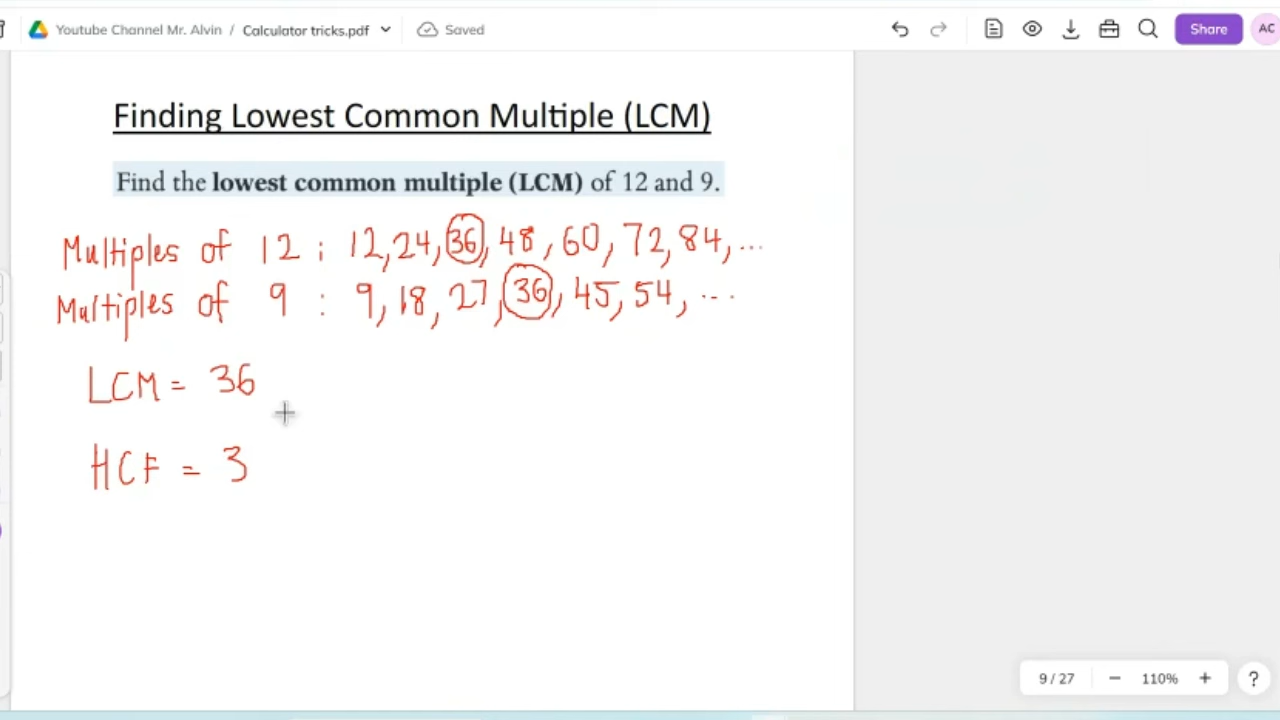 Youtube Channel Mr. Alvin / Calculator tricks.pdf Saved Share AC
Finding Lowest Common Multiple (LCM)
Find the lowest common multiple (LCM) of 12 and 9.
Multiples of 12 : 12, 24, 36, 48, 60, 72, 84, ...
Multiples of 9 : 9, 18, 27, 36, 45, 54, ...
LCM = 36
HCF = 3
9 / 27 − 110% + ?